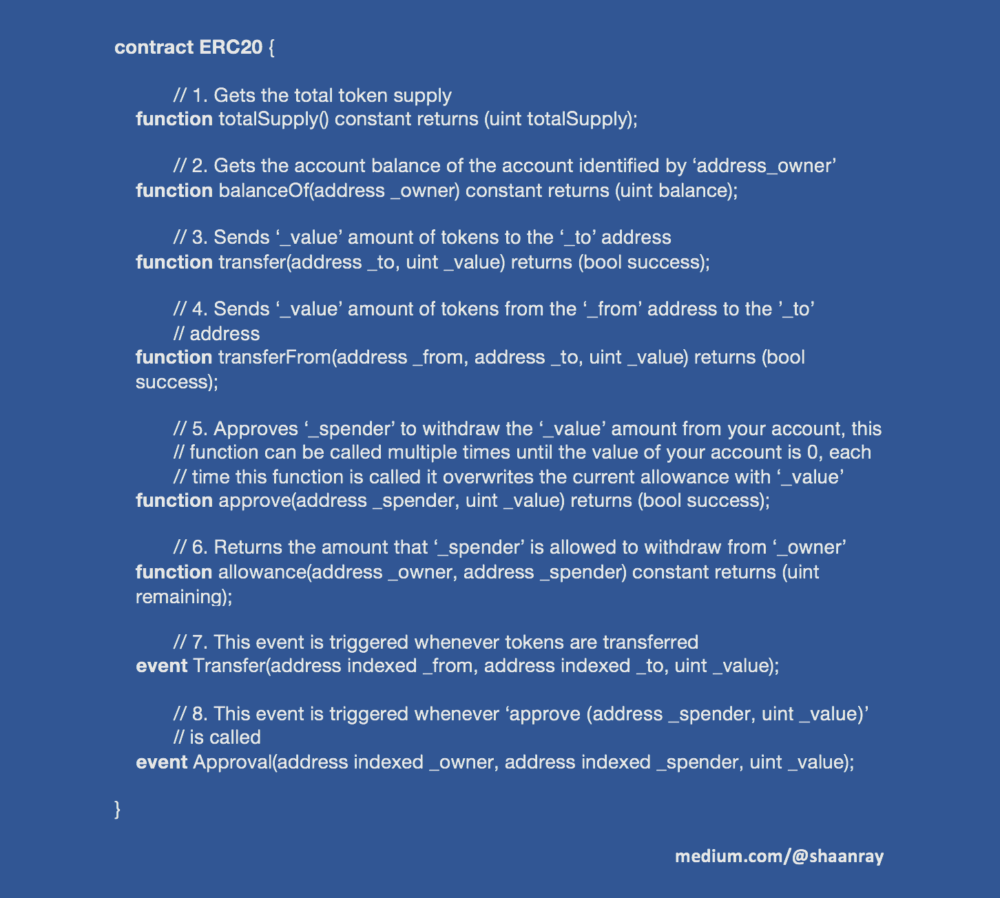 contract ERC20 {
// 1. Gets the total token supply
function totalSupply() constant returns (uint totalSupply);
// 2. Gets the account balance of the account identified by ‘address_owner’
function balanceOf(address _owner) constant returns (uint balance);
// 3. Sends ‘_value’ amount of tokens to the ‘_to’ address
function transfer(address _to, uint _value) returns (bool success);
// 4. Sends ‘_value’ amount of tokens from the ‘_from’ address to the ’_to’
// address
function transferFrom(address _from, address _to, uint _value) returns (bool
success);
// 5. Approves ‘_spender’ to withdraw the ‘_value’ amount from your account, this
// function can be called multiple times until the value of your account is 0, each
// time this function is called it overwrites the current allowance with ‘_value’
function approve(address _spender, uint _value) returns (bool success);
// 6. Returns the amount that ‘_spender’ is allowed to withdraw from ‘_owner’
function allowance(address _owner, address _spender) constant returns (uint
remaining);
// 7. This event is triggered whenever tokens are transferred
event Transfer(address indexed _from, address indexed _to, uint _value);
// 8. This event is triggered whenever ‘approve (address _spender, uint _value)’
// is called
event Approval(address indexed _owner, address indexed _spender, uint _value);
}
medium.com/@shaanray